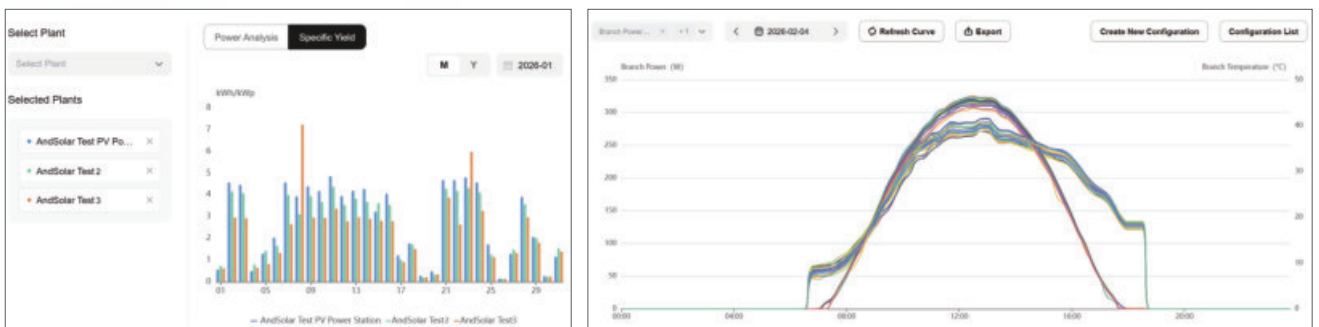 Select Plant
Select Plant
Selected Plants
AndSolar Test PV Po...
AndSolar Test 2
AndSolar Test 3
Power Analysis Specific Yield
M Y 2026-01
kWh/kWp
8
7
6
5
4
3
2
1
0
01 05 09 13 17 21 25 29
AndSolar Test PV Power Station AndSolar Test2 AndSolar Test3
Branch Power... × +1
2026-02-04
Refresh Curve
Export
Create New Configuration
Configuration List
Branch Power (W) Branch Temperature (°C)
350 50
300
40
250
200 30
150 20
100
10
50
0 0
00:00 04:00 08:00 12:00 16:00 20:00